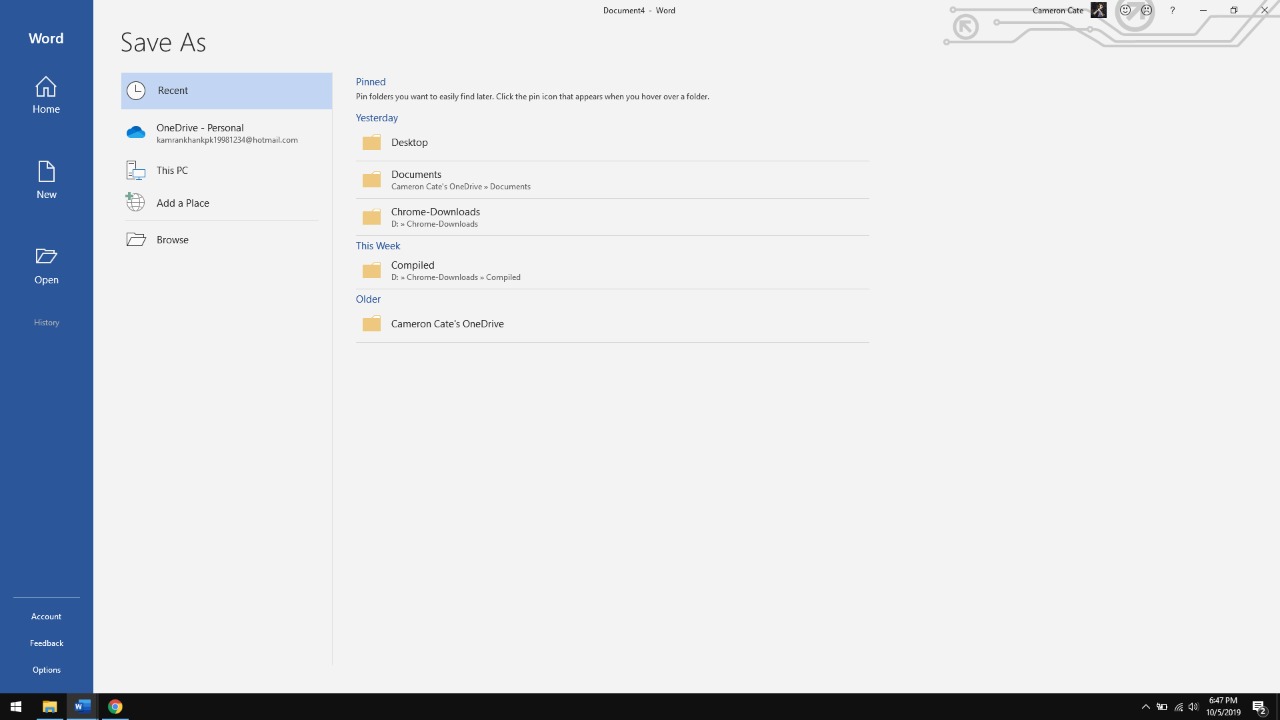 Document4 - Word
Cameron Cate
?
Word
Home
New
Open
History
Account
Feedback
Options
Save As
Recent
OneDrive - Personal
kamrankhankpk19981234@hotmail.com
This PC
Add a Place
Browse
Pinned
Pin folders you want to easily find later. Click the pin icon that appears when you hover over a folder.
Yesterday
Desktop
Documents
Cameron Cate's OneDrive » Documents
Chrome-Downloads
D: » Chrome-Downloads
This Week
Compiled
D: » Chrome-Downloads » Compiled
Older
Cameron Cate's OneDrive
6:47 PM
10/5/2019
2